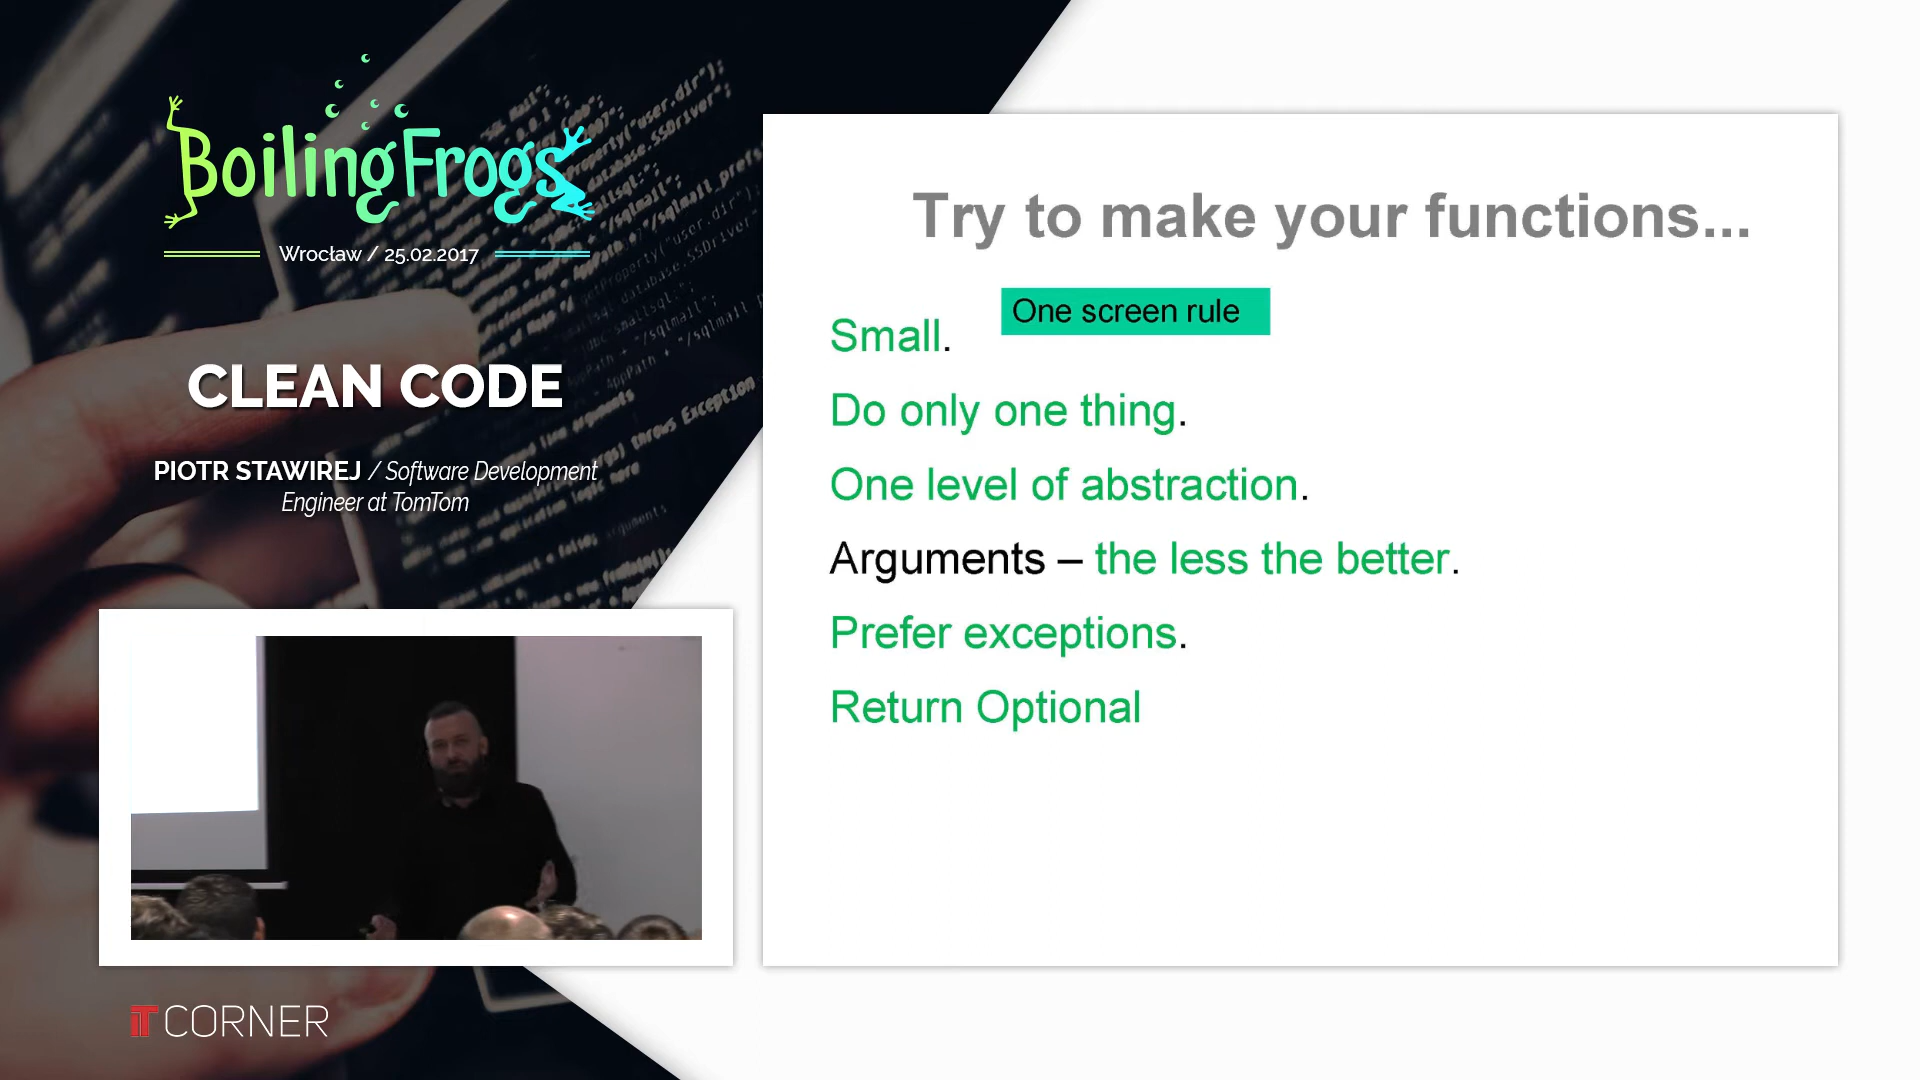 BoilingFrogs
Wrocław / 25.02.2017
CLEAN CODE
PIOTR STAWIREJ / Software Development
Engineer at TomTom
IT CORNER
Try to make your functions...
One screen rule
Small.
Do only one thing.
One level of abstraction.
Arguments – the less the better.
Prefer exceptions.
Return Optional